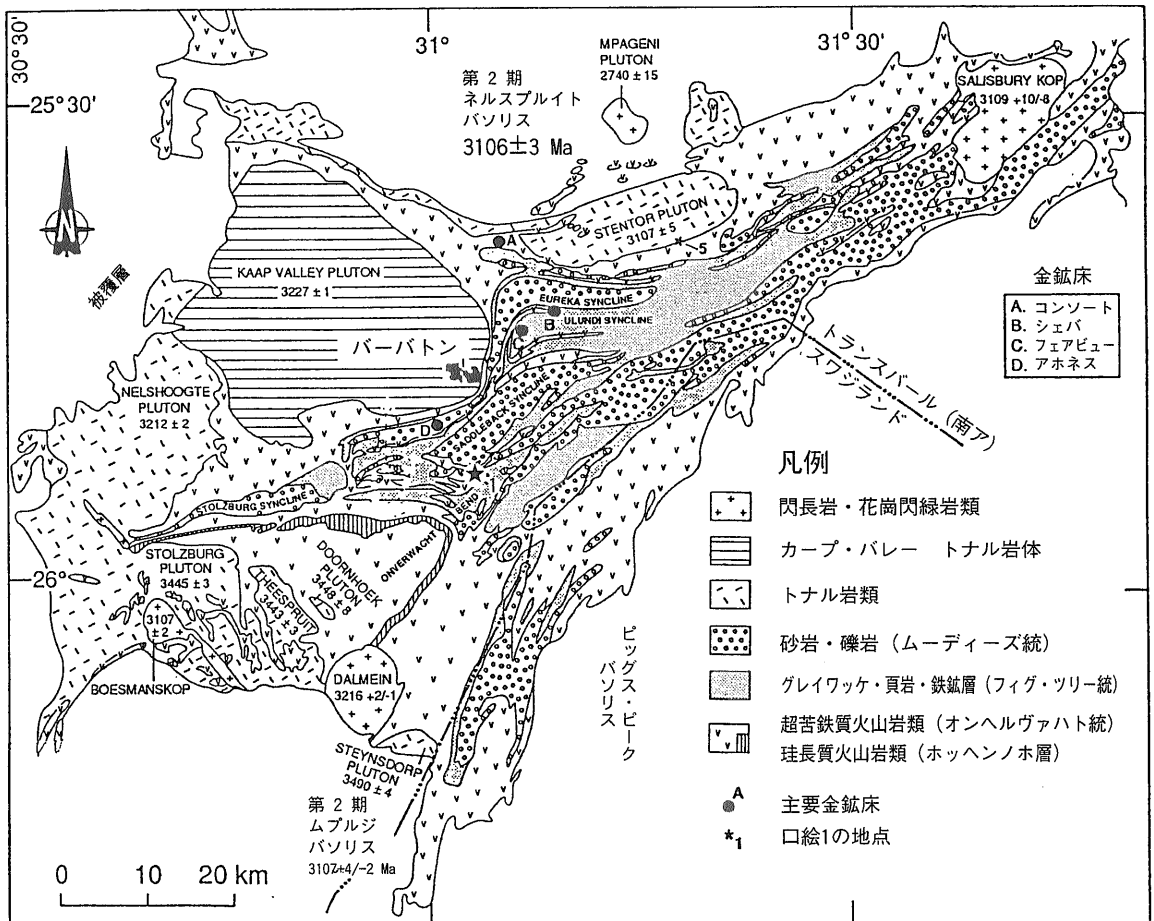 30° 30'
31°
31° 30'
25° 30'
26°
第 2 期
ネルスプルイト
バソリス
3106±3 Ma
MPAGENI
PLUTON
2740 ± 15
SALISBURY KOP
3109 +10/-8
N
被覆層
A
STENTOR PLUTON
3107 ± 5
5
KAAP VALLEY PLUTON
3227 ± 1
EUREKA SYNCLINE
B
ULUNDI SYNCLINE
バーバトン
金鉱床
A. コンソート
B. シェバ
C. フェアビュー
D. アホネス
トランスバール (南ア)
スワジランド
NELSHOOGTE
PLUTON
3212 ± 2
D
SADDLEBACK SYNCLINE
1
BEND
STOLZBURG SYNCLINE
ONVERWACHT
STOLZBURG
PLUTON
3445 ± 3
DOORNHOEK
PLUTON
3448 ± 8
THEESPRUIT
3443 ± 3
3107
± 2
BOESMANSKOP
DALMEIN
3216 +2/-1
STEYNSDORP
PLUTON
3490 ± 4
第 2 期
ムプルジ
バソリス
3107+4/-2 Ma
ピッグス・ピーク
バソリス
凡例
閃長岩・花崗閃緑岩類
カープ・バレー トナル岩体
トナル岩類
砂岩・礫岩 (ムーディーズ統)
グレイワッケ・頁岩・鉄鉱層 (フィグ・ツリー統)
超苦鉄質火山岩類 (オンヘルヴァハト統)
珪長質火山岩類 (ホッヘンノホ層)
A
主要金鉱床
*1
口絵1の地点
0 10 20 km